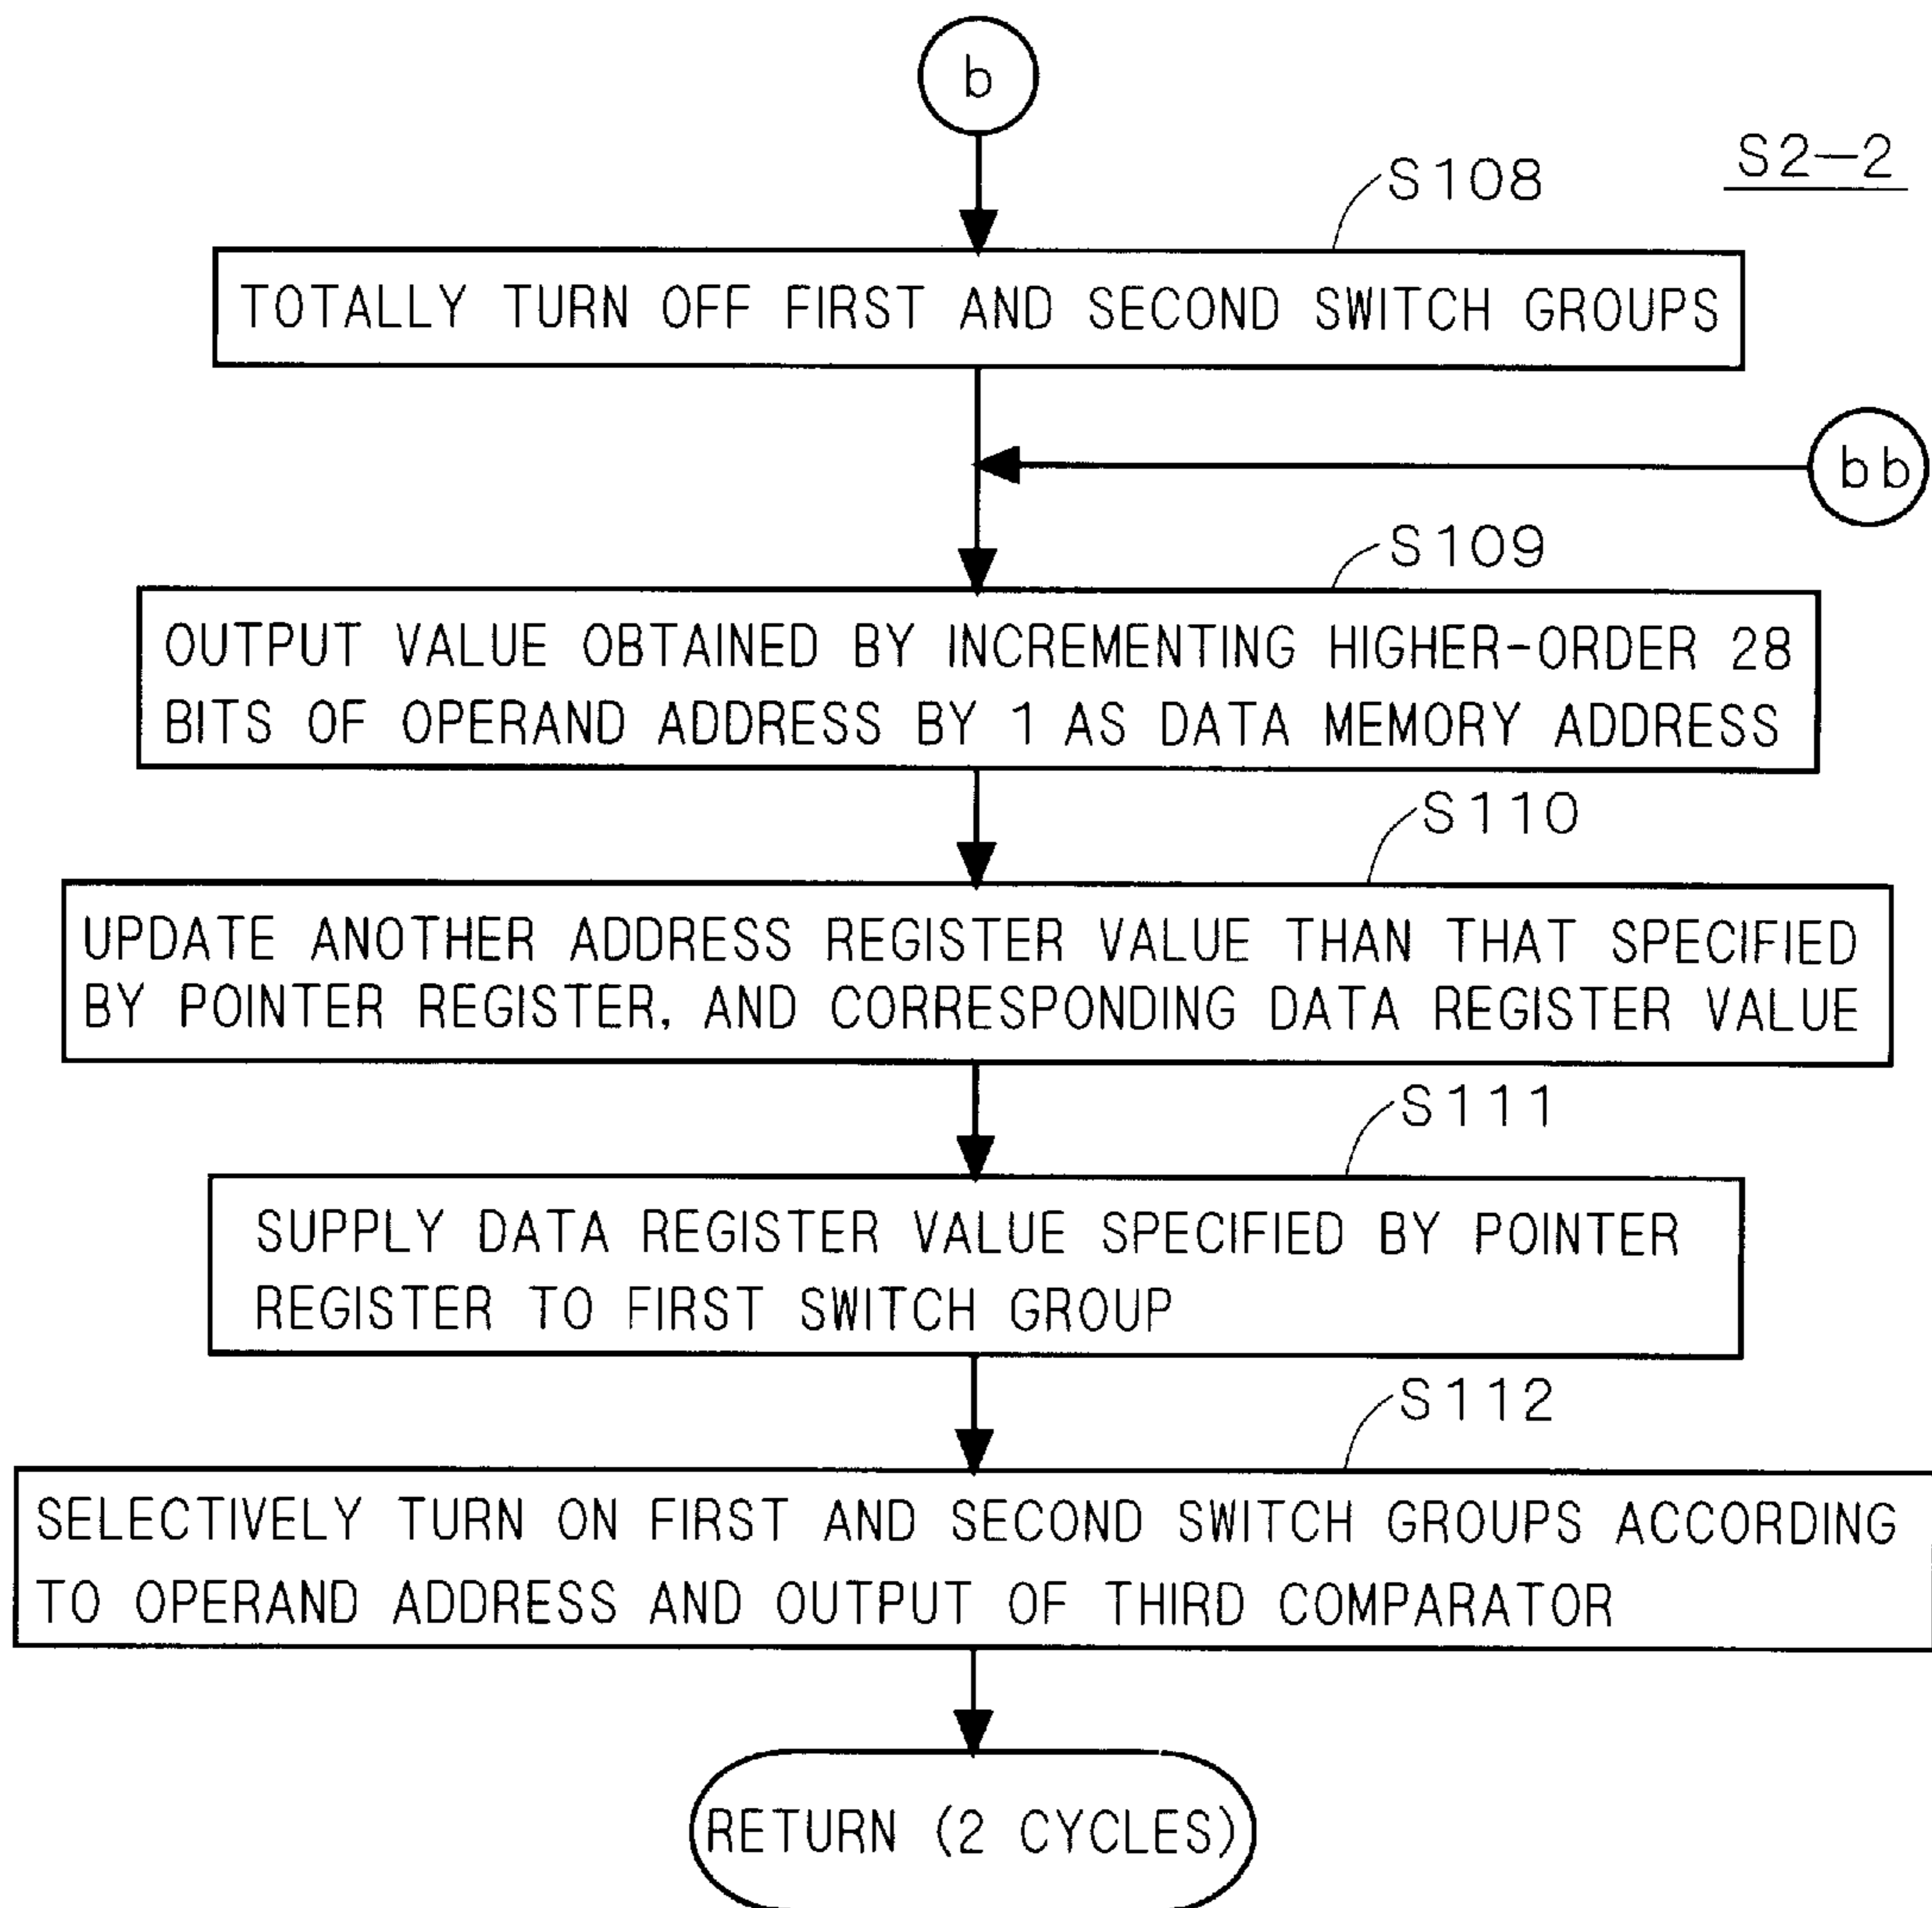 b
S2-2
S108
TOTALLY TURN OFF FIRST AND SECOND SWITCH GROUPS
bb
S109
OUTPUT VALUE OBTAINED BY INCREMENTING HIGHER-ORDER 28
BITS OF OPERAND ADDRESS BY 1 AS DATA MEMORY ADDRESS
S110
UPDATE ANOTHER ADDRESS REGISTER VALUE THAN THAT SPECIFIED
BY POINTER REGISTER, AND CORRESPONDING DATA REGISTER VALUE
S111
SUPPLY DATA REGISTER VALUE SPECIFIED BY POINTER
REGISTER TO FIRST SWITCH GROUP
S112
SELECTIVELY TURN ON FIRST AND SECOND SWITCH GROUPS ACCORDING
TO OPERAND ADDRESS AND OUTPUT OF THIRD COMPARATOR
RETURN (2 CYCLES)